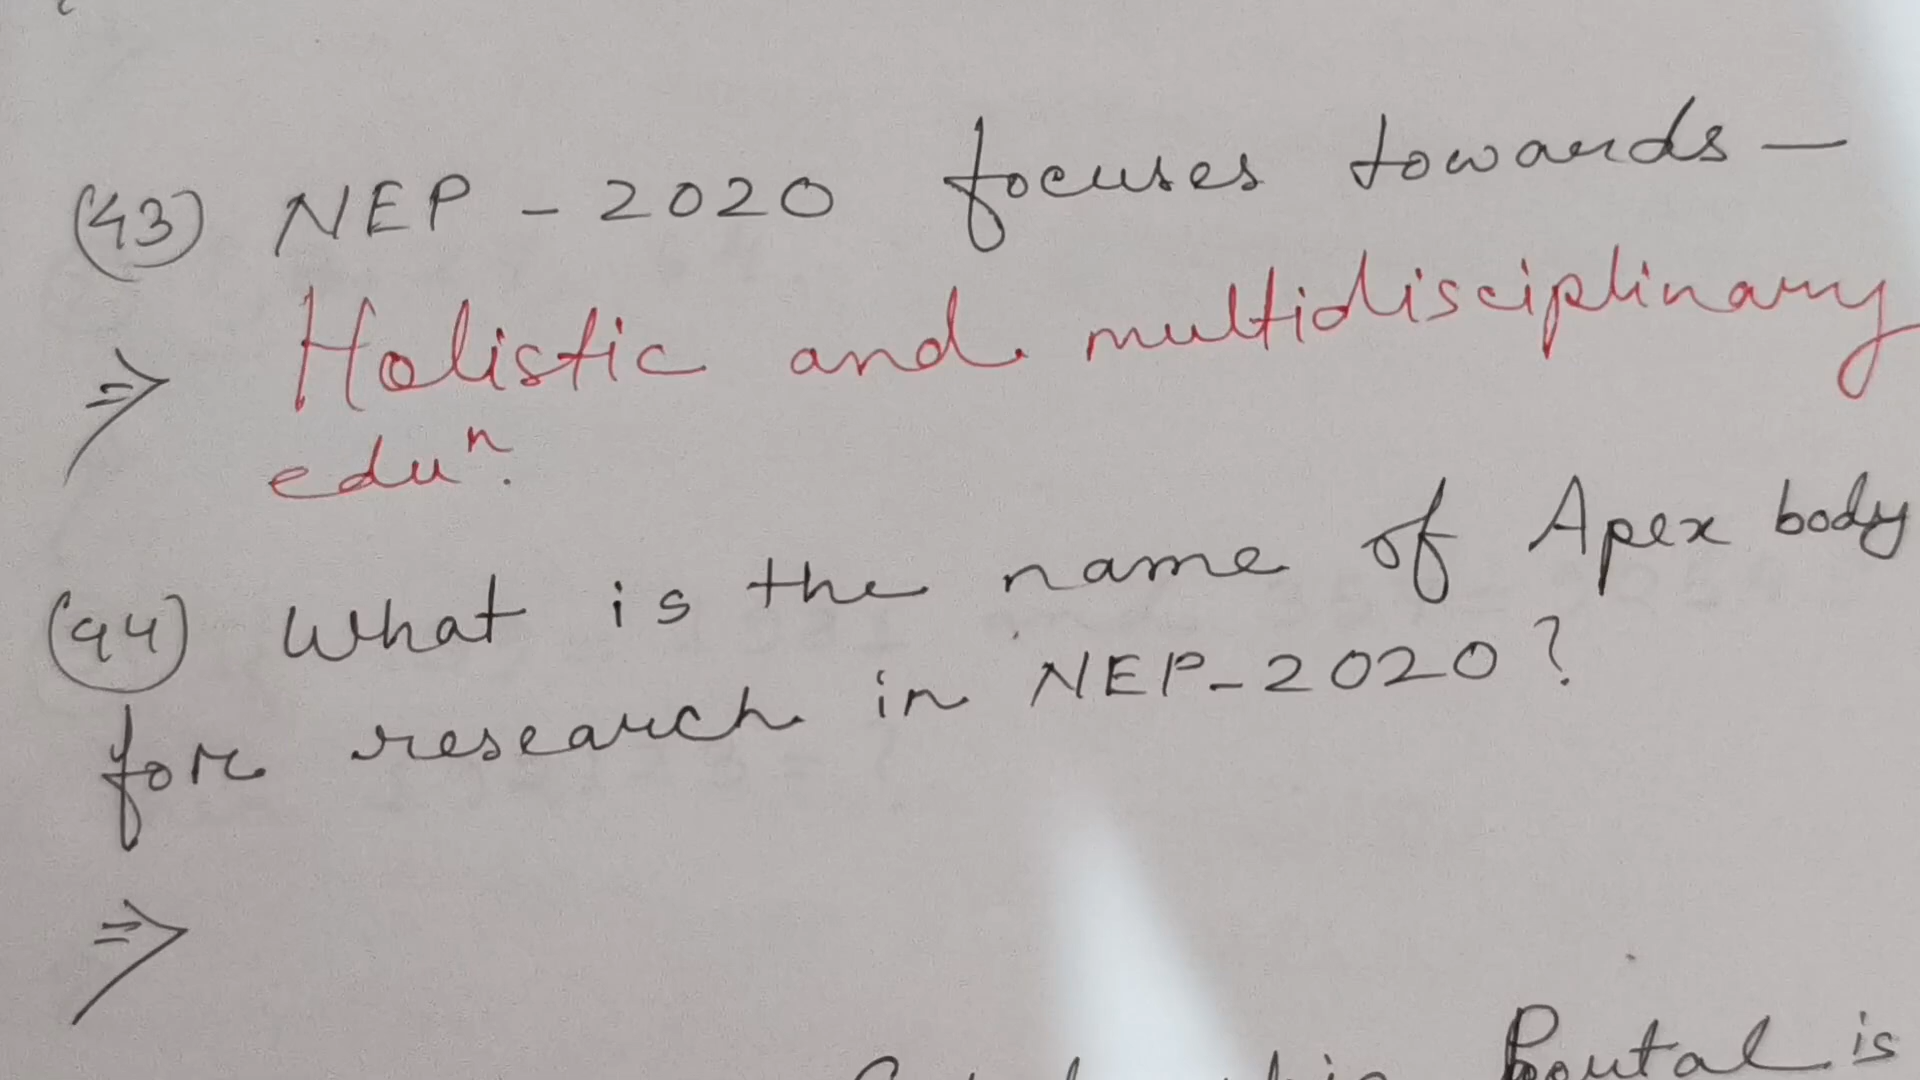 (43) NEP - 2020 focuses towards -
⇒ Holistic and multidisciplinary
eduⁿ.
(44) What is the name of Apex body
for research in NEP-2020?
⇒
Portal is